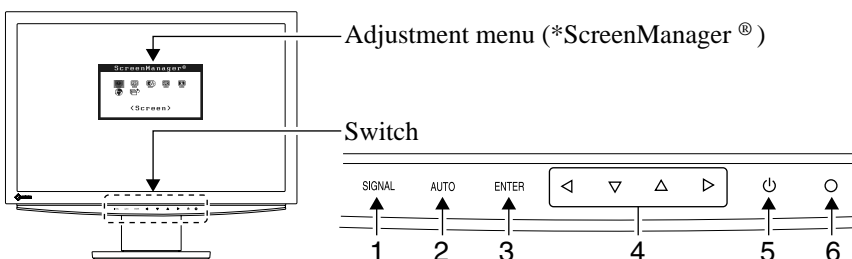 Adjustment menu (*ScreenManager ®)
ScreenManager®
<Screen>
Switch
SIGNAL AUTO ENTER
1 2 3 4 5 6